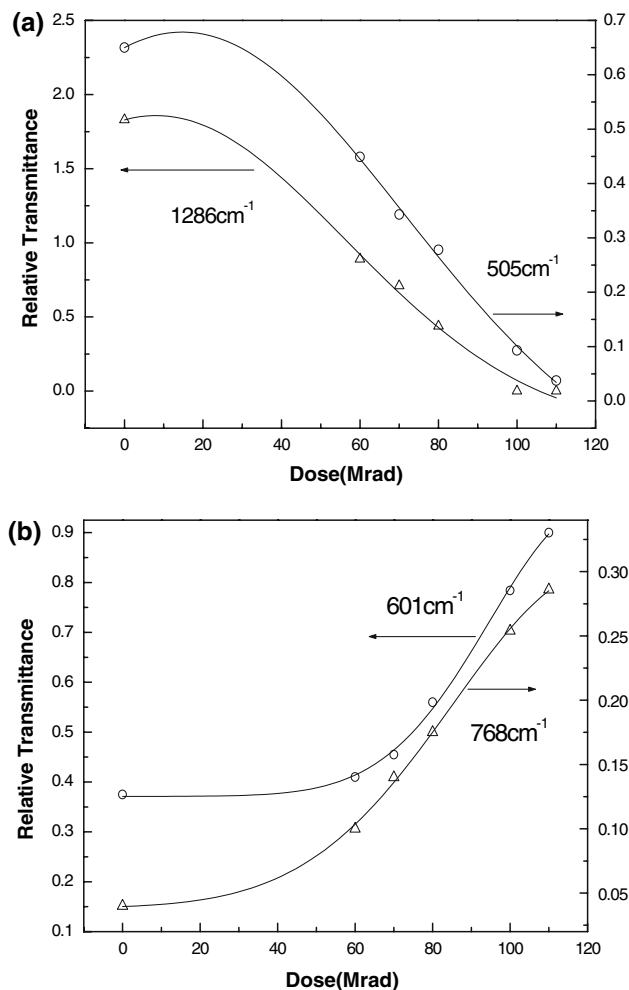 (a)
2.5
2.0
1.5
1.0
0.5
0.0
Relative Transmittance
0.7
0.6
0.5
0.4
0.3
0.2
0.1
0.0
1286cm⁻¹
505cm⁻¹
0 20 40 60 80 100 120
Dose(Mrad)
(b)
0.9
0.8
0.7
0.6
0.5
0.4
0.3
0.2
0.1
Relative Transmittance
0.30
0.25
0.20
0.15
0.10
0.05
601cm⁻¹
768cm⁻¹
0 20 40 60 80 100 120
Dose(Mrad)